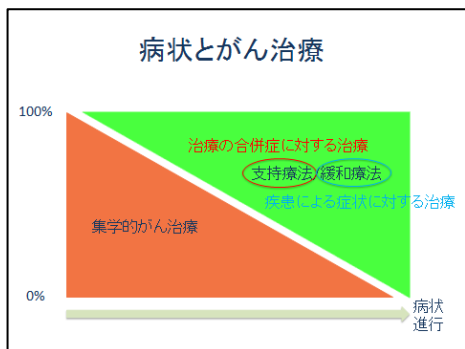 病状とがん治療
100%
治療の合併症に対する治療
支持療法/緩和療法
疾患による症状に対する治療
集学的がん治療
0%
病状
進行